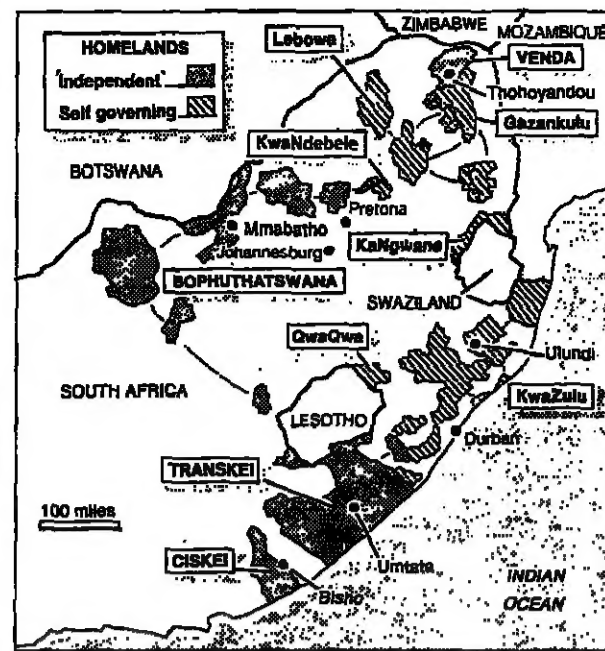 ZIMBABWE
MOZAMBIQUE
HOMELANDS
'Independent'
Self governing
Lebowa
VENDA
Thohoyandou
Gazankulu
KwaNdebele
BOTSWANA
Pretona
Mmabatho
Johannesburg
KaNgwane
BOPHUTHATSWANA
SWAZILAND
QwaQwa
Ulundi
SOUTH AFRICA
KwaZulu
LESOTHO
Durban
TRANSKEI
100 miles
CISKEI
Umtata
Bisho
INDIAN
OCEAN